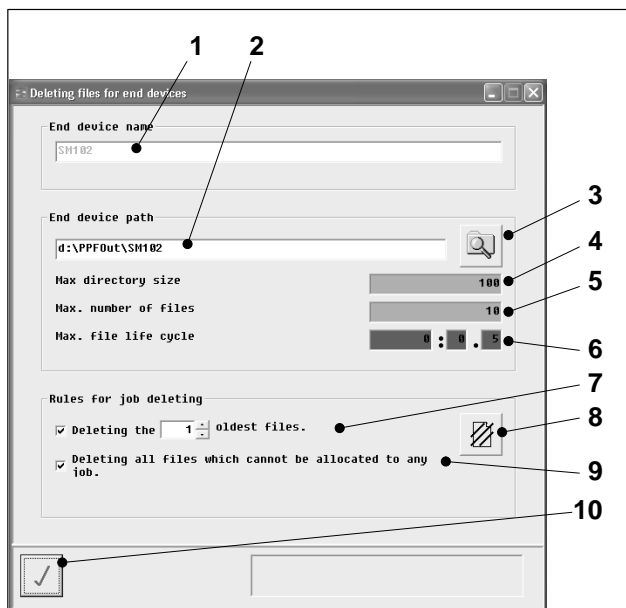 1 2
Deleting files for end devices
End device name
SM102
3
End device path
d:\PPFOut\SM102
4
Max directory size 100
5
Max. number of files 10
Max. file life cycle 0 : 0 . 5
6
7
Rules for job deleting
8
Deleting the 1 oldest files.
Deleting all files which cannot be allocated to any
job.
9
10